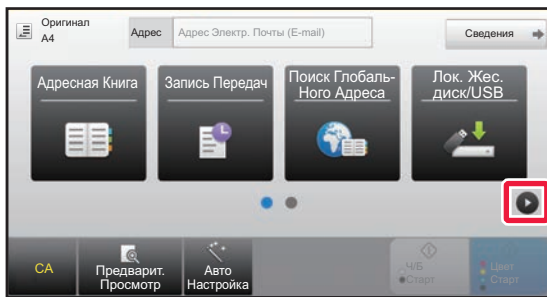 Оригинал
A4
Адрес
Адрес Электр. Почты (E-mail)
Сведения
Адресная Книга
Запись Передач
Поиск Глобаль-
Ного Адреса
Лок. Жес.
диск/USB
CA
Предварит.
Просмотр
Авто
Настройка
Ч/Б
Старт
Цвет
Старт